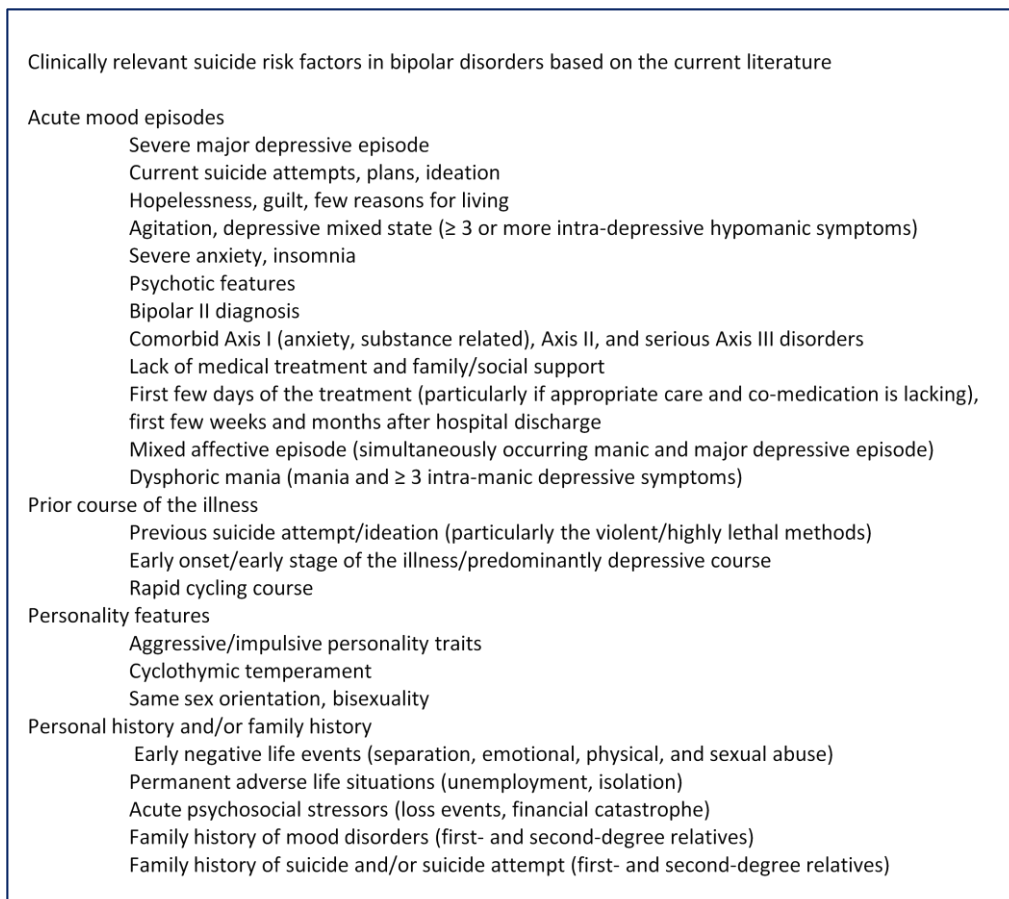 Clinically relevant suicide risk factors in bipolar disorders based on the current literature
Acute mood episodes
Severe major depressive episode
Current suicide attempts, plans, ideation
Hopelessness, guilt, few reasons for living
Agitation, depressive mixed state (≥ 3 or more intra-depressive hypomanic symptoms)
Severe anxiety, insomnia
Psychotic features
Bipolar II diagnosis
Comorbid Axis I (anxiety, substance related), Axis II, and serious Axis III disorders
Lack of medical treatment and family/social support
First few days of the treatment (particularly if appropriate care and co-medication is lacking),
first few weeks and months after hospital discharge
Mixed affective episode (simultaneously occurring manic and major depressive episode)
Dysphoric mania (mania and ≥ 3 intra-manic depressive symptoms)
Prior course of the illness
Previous suicide attempt/ideation (particularly the violent/highly lethal methods)
Early onset/early stage of the illness/predominantly depressive course
Rapid cycling course
Personality features
Aggressive/impulsive personality traits
Cyclothymic temperament
Same sex orientation, bisexuality
Personal history and/or family history
Early negative life events (separation, emotional, physical, and sexual abuse)
Permanent adverse life situations (unemployment, isolation)
Acute psychosocial stressors (loss events, financial catastrophe)
Family history of mood disorders (first- and second-degree relatives)
Family history of suicide and/or suicide attempt (first- and second-degree relatives)